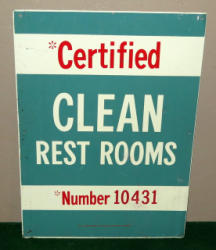 *Certified
CLEAN
REST ROOMS
*Number 10431